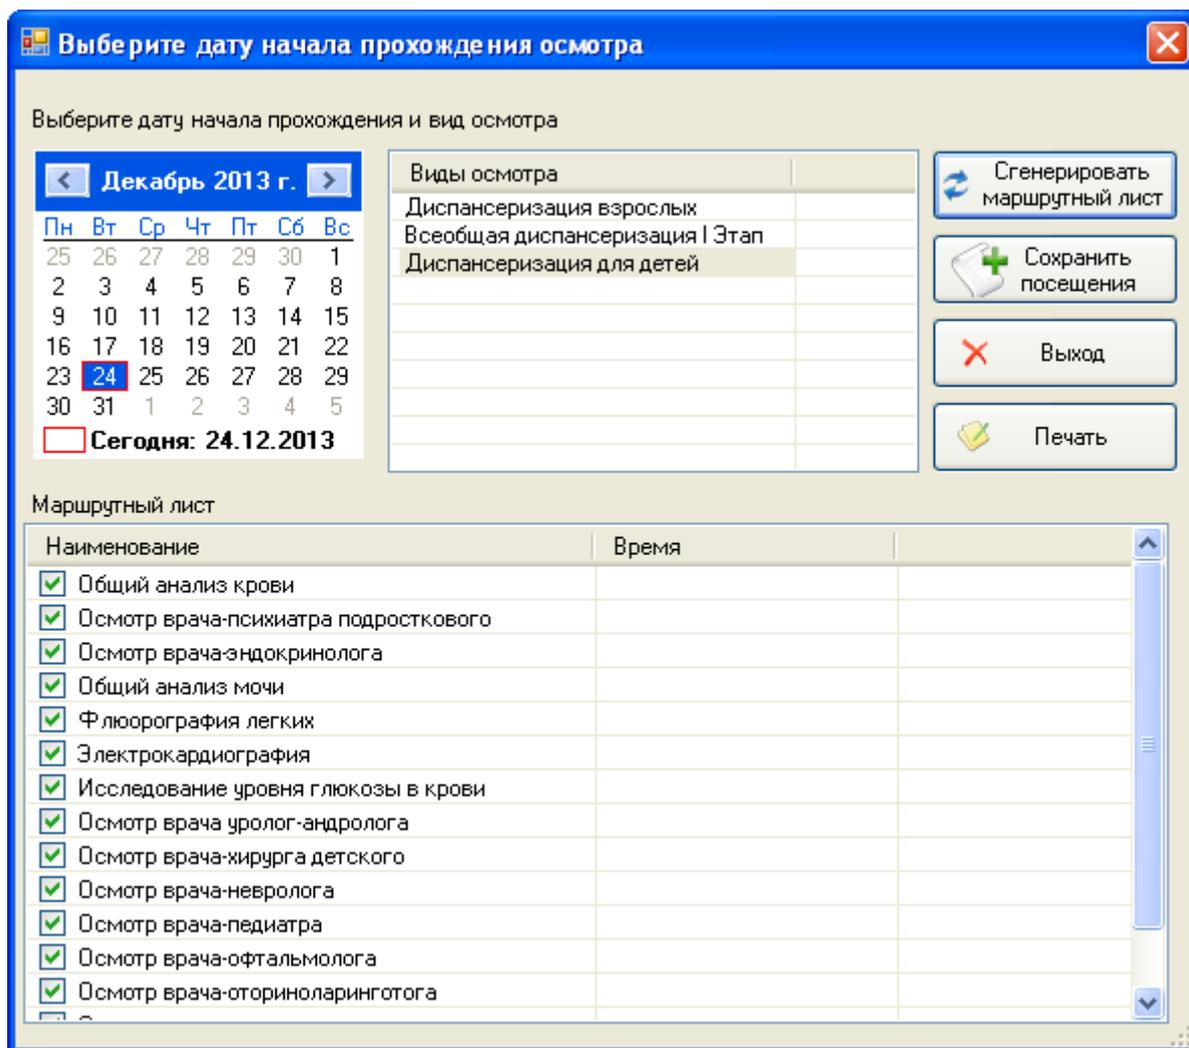 Выберите дату начала прохождения осмотра
Выберите дату начала прохождения и вид осмотра
Декабрь 2013 г.
Пн Вт Ср Чт Пт Сб Вс
25 26 27 28 29 30 1
2 3 4 5 6 7 8
9 10 11 12 13 14 15
16 17 18 19 20 21 22
23 24 25 26 27 28 29
30 31 1 2 3 4 5
Сегодня: 24.12.2013
Виды осмотра
Диспансеризация взрослых
Всеобщая диспансеризация I Этап
Диспансеризация для детей
Сгенерировать
маршрутный лист
Сохранить
посещения
Выход
Печать
Маршрутный лист
Наименование Время
Общий анализ крови
Осмотр врача-психиатра подросткового
Осмотр врача-эндокринолога
Общий анализ мочи
Флюорография легких
Электрокардиография
Исследование уровня глюкозы в крови
Осмотр врача уролог-андролога
Осмотр врача-хирурга детского
Осмотр врача-невролога
Осмотр врача-педиатра
Осмотр врача-офтальмолога
Осмотр врача-оториноларинготога